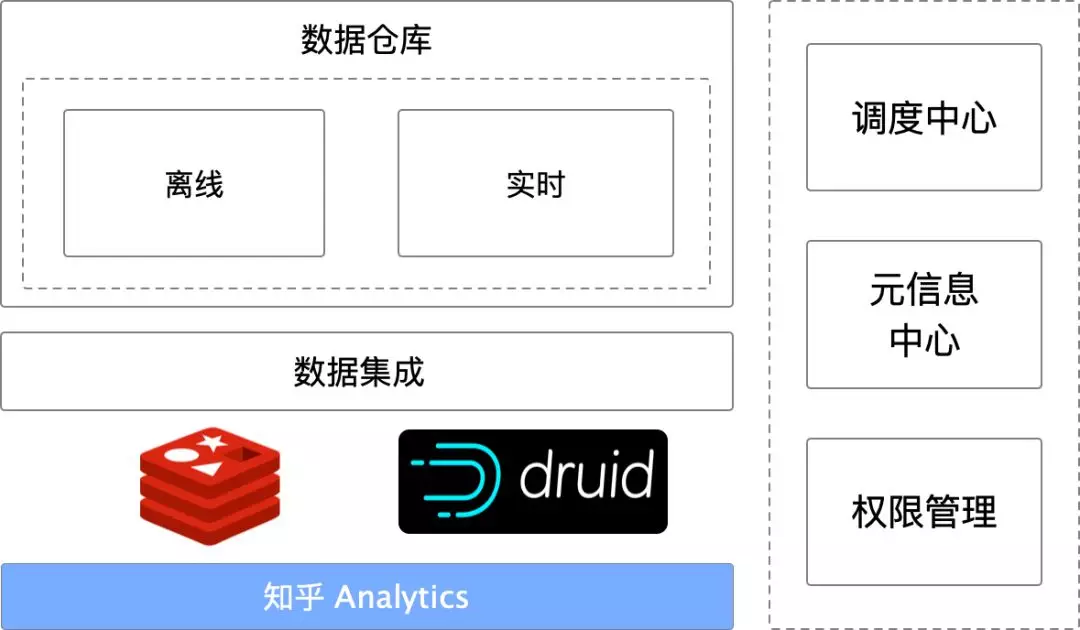 数据仓库
离线
实时
数据集成
druid
知乎 Analytics
调度中心
元信息
中心
权限管理